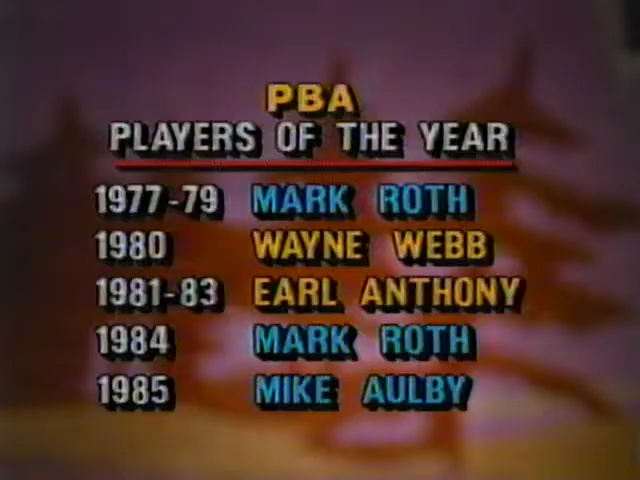 PBA
PLAYERS OF THE YEAR
1977-79 MARK ROTH
1980 WAYNE WEBB
1981-83 EARL ANTHONY
1984 MARK ROTH
1985 MIKE AULBY